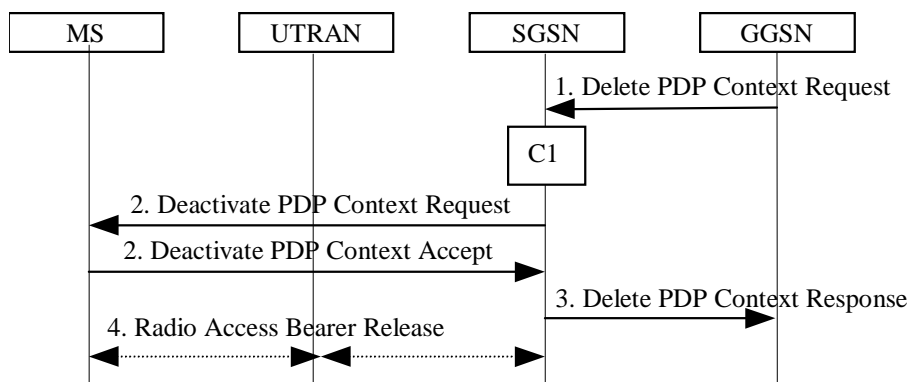 MS
UTRAN
SGSN
GGSN
1. Delete PDP Context Request
C1
2. Deactivate PDP Context Request
2. Deactivate PDP Context Accept
3. Delete PDP Context Response
4. Radio Access Bearer Release